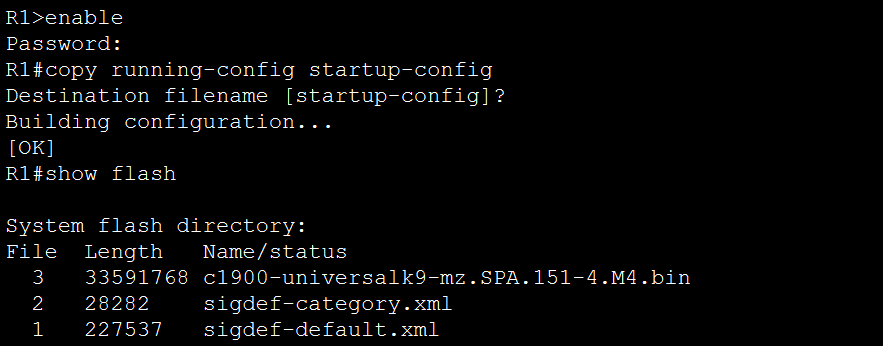 R1>enable
Password:
R1#copy running-config startup-config
Destination filename [startup-config]?
Building configuration...
[OK]
R1#show flash

System flash directory:
File  Length   Name/status
  3   33591768 c1900-universalk9-mz.SPA.151-4.M4.bin
  2   28282    sigdef-category.xml
  1   227537   sigdef-default.xml